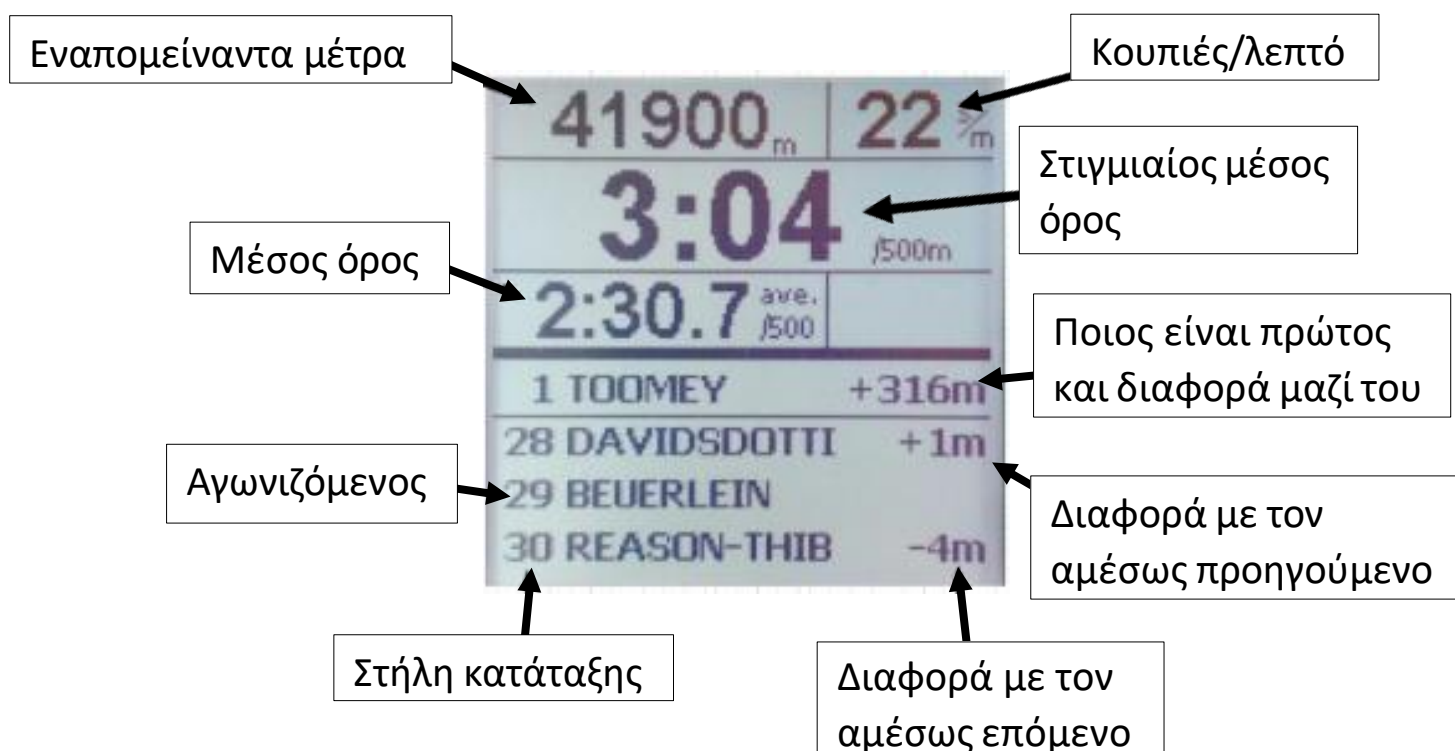 Εναπομείναντα μέτρα
Κουπιές/λεπτό
41900 m 22 s/m
Στιγμιαίος μέσος
όρος
3:04 /500m
Μέσος όρος
2:30.7 ave. /500
Ποιος είναι πρώτος
και διαφορά μαζί του
1 TOOMEY +316m
28 DAVIDSDOTTI +1m
Αγωνιζόμενος
29 BEUERLEIN
30 REASON-THIB -4m
Διαφορά με τον
αμέσως προηγούμενο
Στήλη κατάταξης
Διαφορά με τον
αμέσως επόμενο